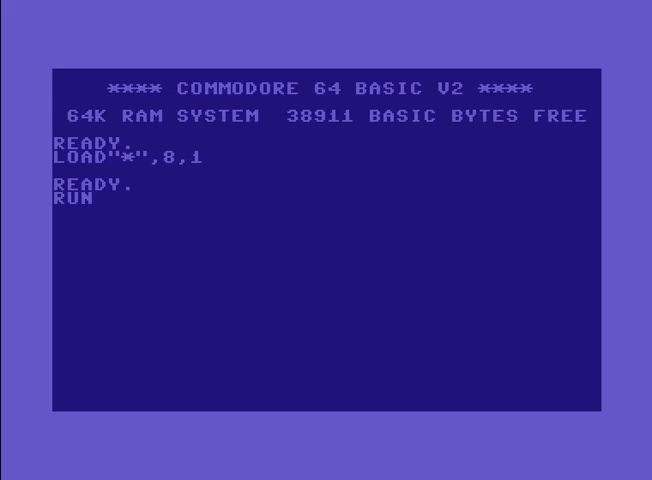 **** COMMODORE 64 BASIC V2 ****
64K RAM SYSTEM  38911 BASIC BYTES FREE
READY.
LOAD"*",8,1
READY.
RUN